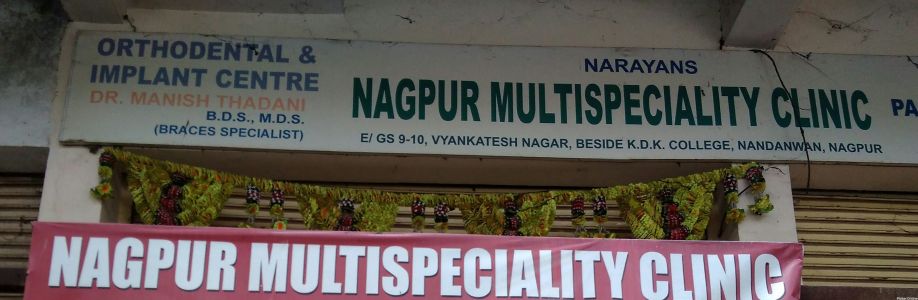 ORTHODENTAL &
IMPLANT CENTRE
DR. MANISH THADANI
B.D.S., M.D.S.
(BRACES SPECIALIST)
NARAYANS
NAGPUR MULTISPECIALITY CLINIC
E/ GS 9-10, VYANKATESH NAGAR, BESIDE K.D.K. COLLEGE, NANDANWAN, NAGPUR
PA
NAGPUR MULTISPECIALITY CLINIC